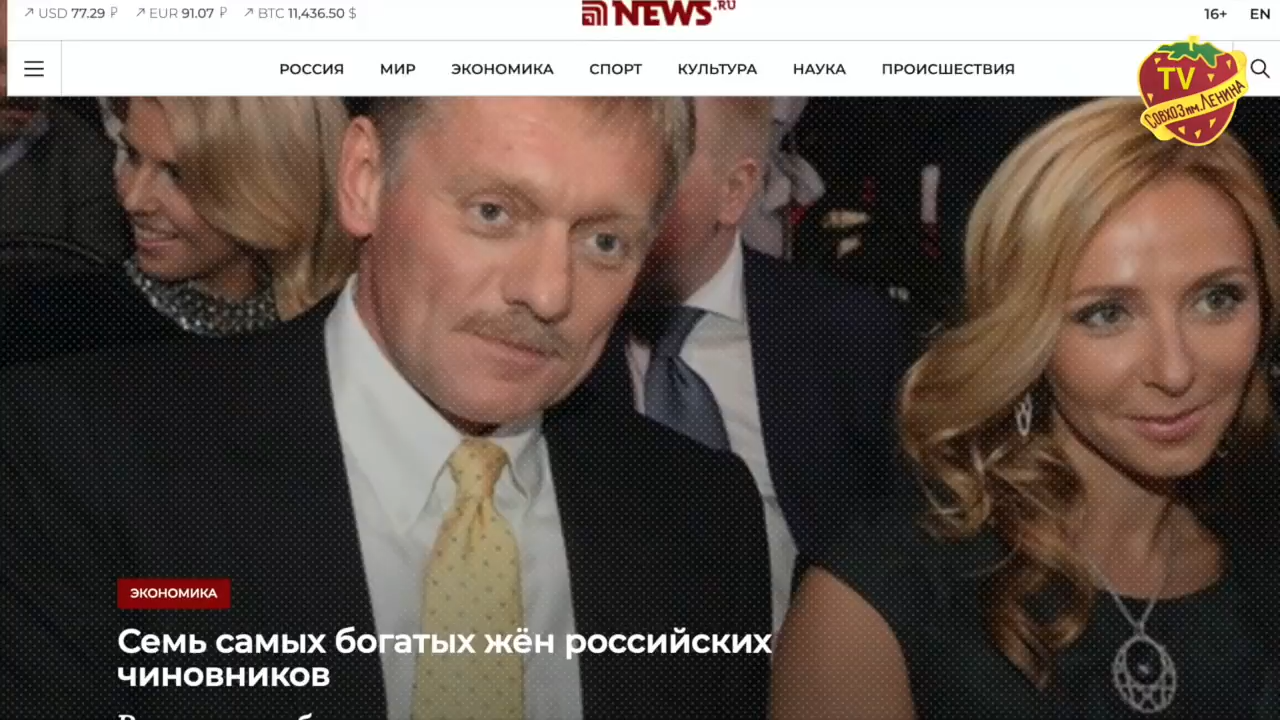 USD 77.29 ₽ EUR 91.07 ₽ BTC 11,436.50 $
NEWS.RU
16+ EN
РОССИЯ МИР ЭКОНОМИКА СПОРТ КУЛЬТУРА НАУКА ПРОИСШЕСТВИЯ
TV
СОВХОЗ им. ЛЕНИНА
ЭКОНОМИКА
Семь самых богатых жён российских
чиновников